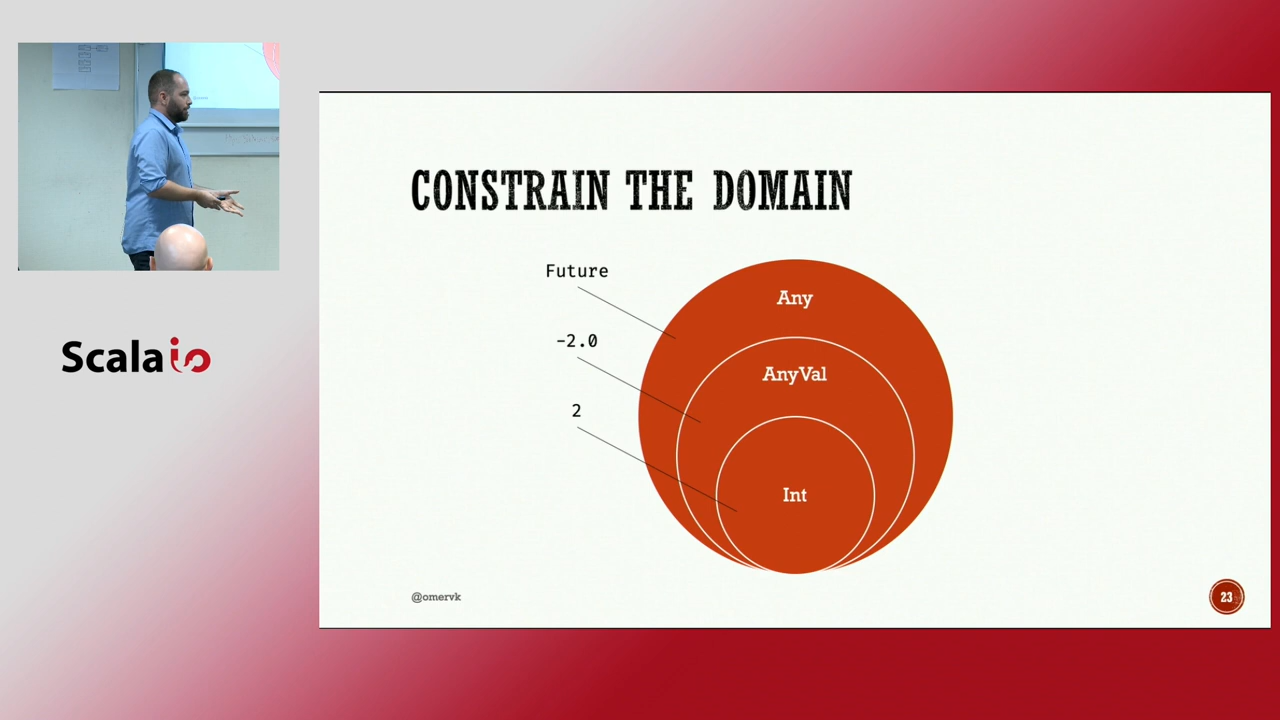 CONSTRAIN THE DOMAIN
Future
Any
-2.0
AnyVal
2
Int
Scalaio
@omervk
23